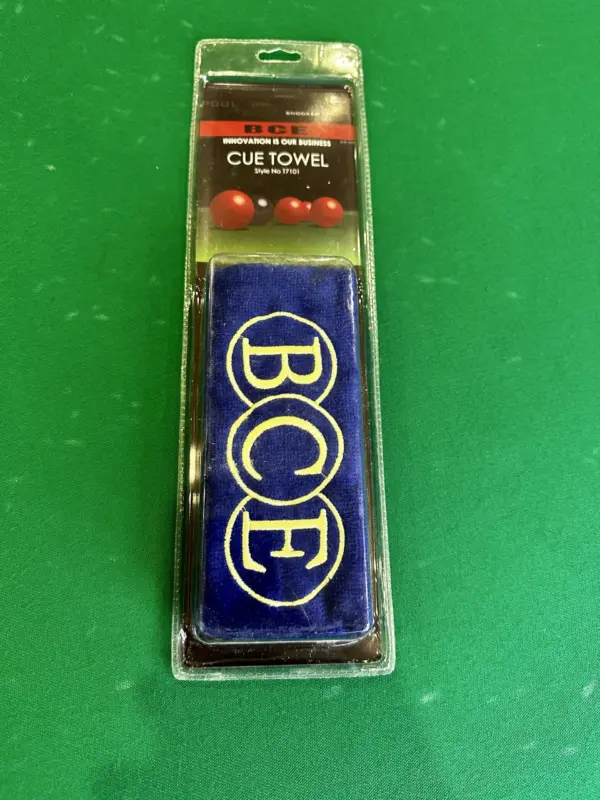 POOL
SNOOKER
BCE
INNOVATION IS OUR BUSINESS
CUE TOWEL
Style No T7101
BCE